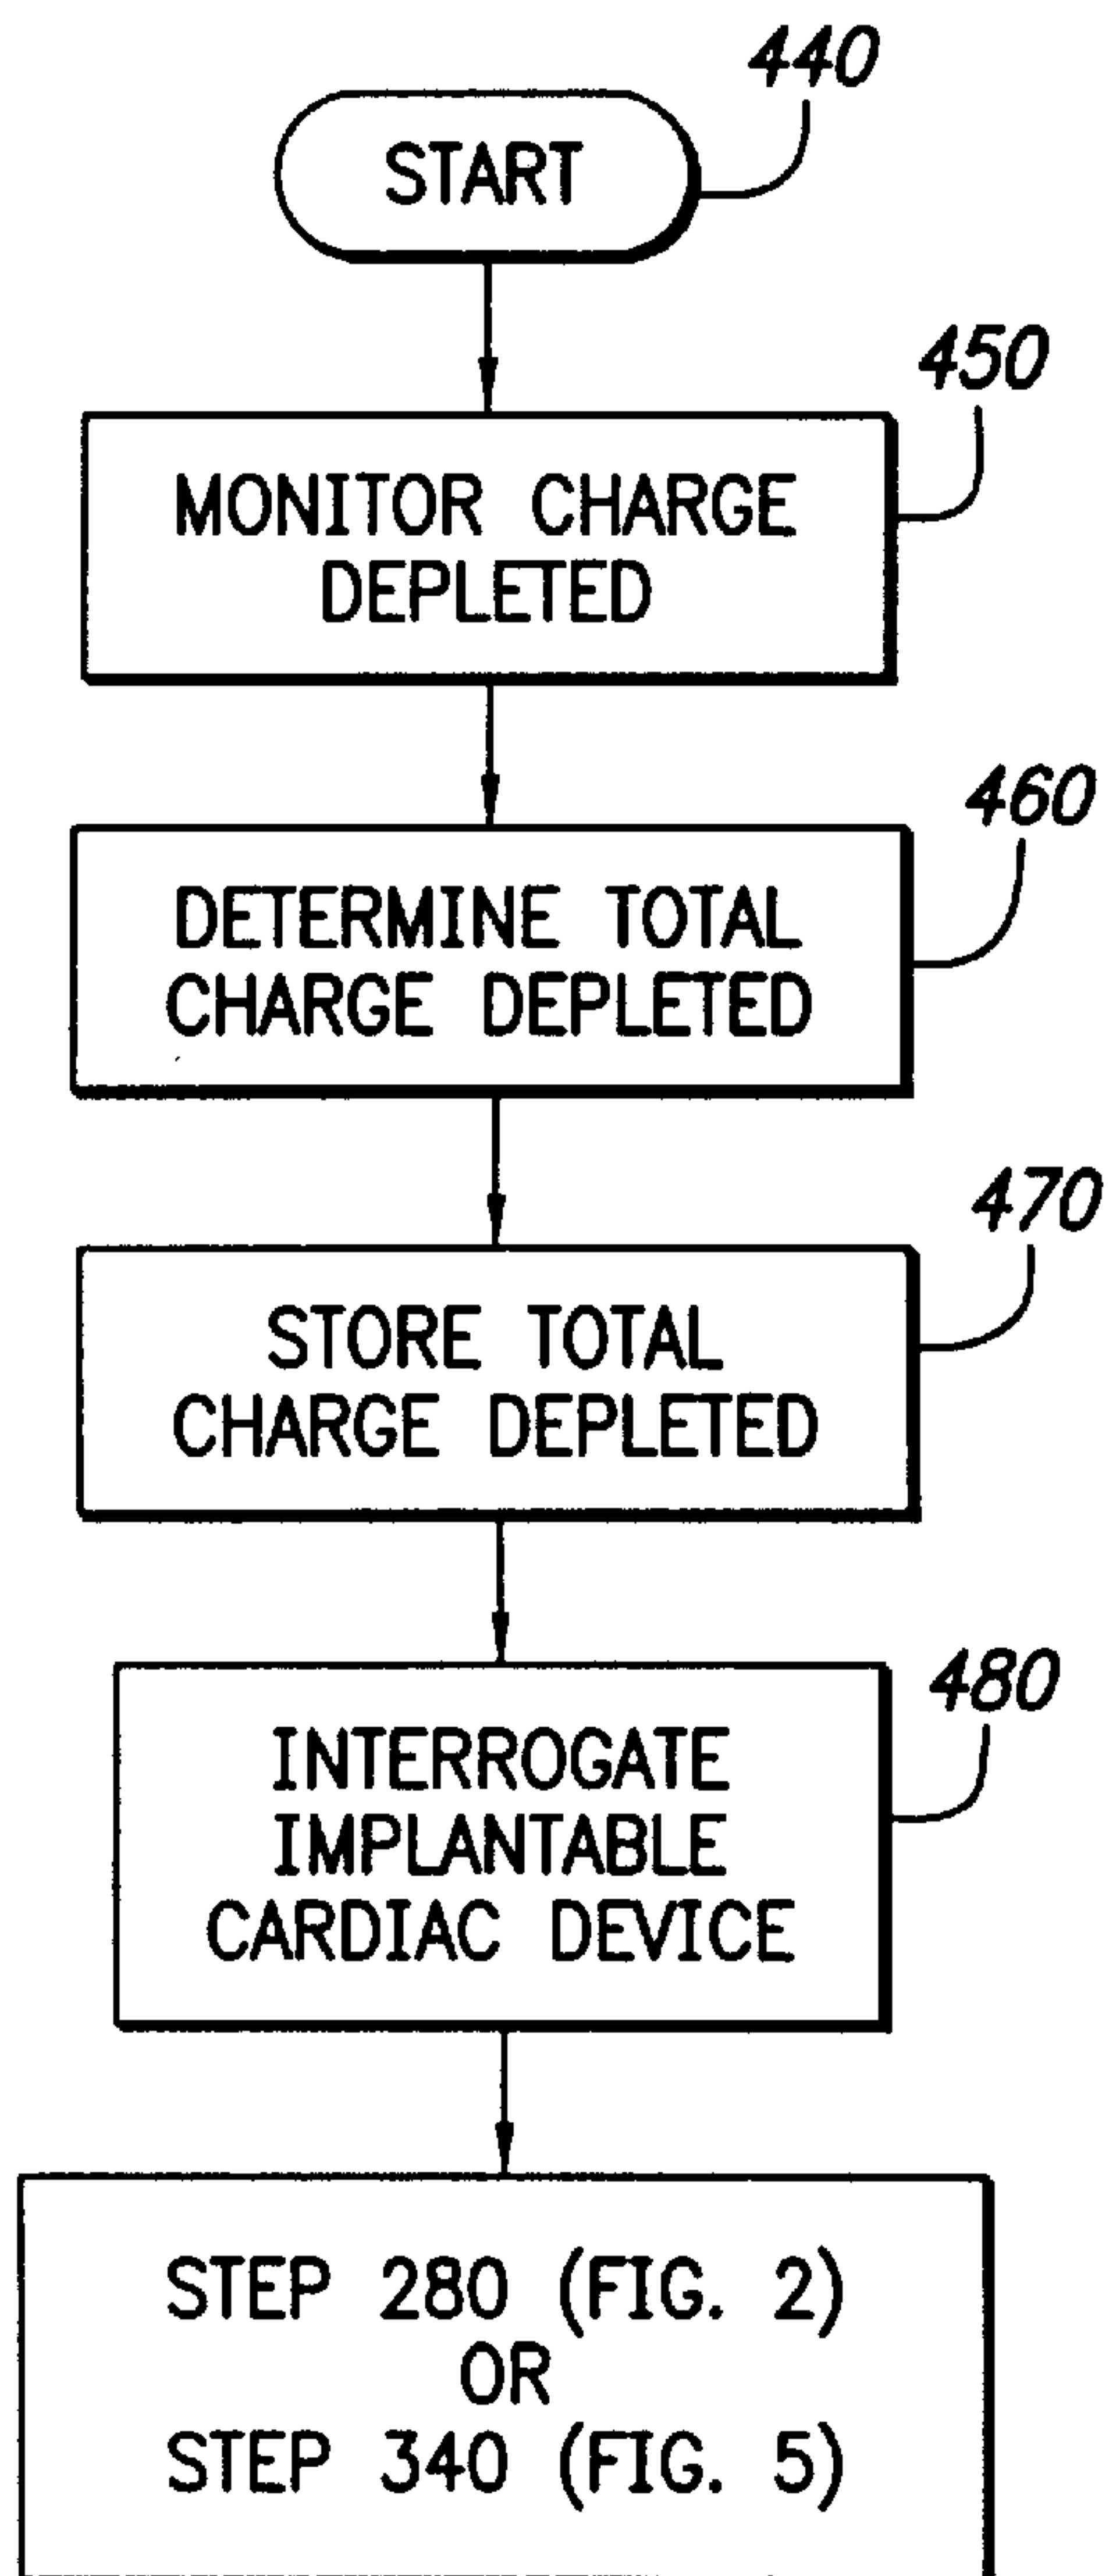 440
START
450
MONITOR CHARGE
DEPLETED
460
DETERMINE TOTAL
CHARGE DEPLETED
470
STORE TOTAL
CHARGE DEPLETED
480
INTERROGATE
IMPLANTABLE
CARDIAC DEVICE
STEP 280 (FIG. 2)
OR
STEP 340 (FIG. 5)